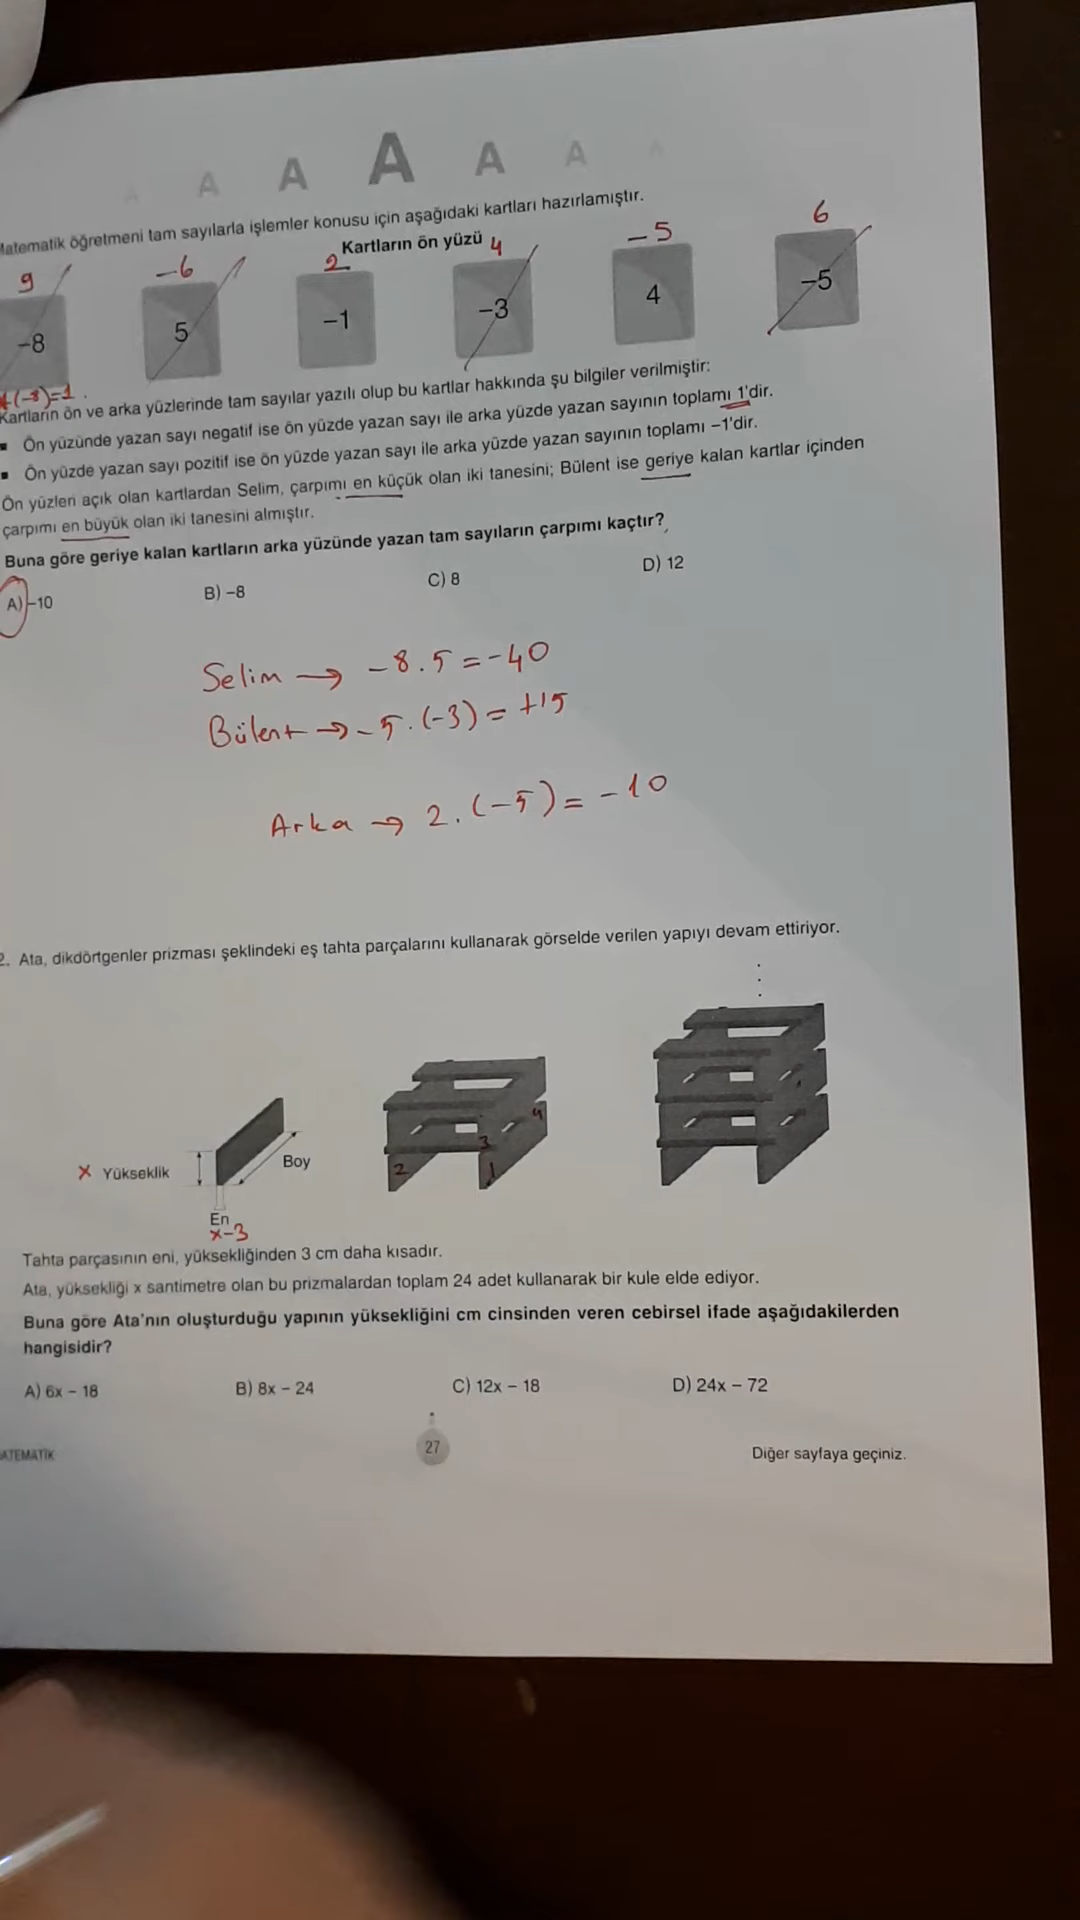 A A A A A A A
Matematik öğretmeni tam sayılarla işlemler konusu için aşağıdaki kartları hazırlamıştır.
Kartların ön yüzü
9 -6 2 4 -5 6
-8 5 -1 -3 4 -5
+(-8)=1
Kartların ön ve arka yüzlerinde tam sayılar yazılı olup bu kartlar hakkında şu bilgiler verilmiştir:
▪ Ön yüzünde yazan sayı negatif ise ön yüzde yazan sayı ile arka yüzde yazan sayının toplamı 1'dir.
▪ Ön yüzde yazan sayı pozitif ise ön yüzde yazan sayı ile arka yüzde yazan sayının toplamı -1'dir.
Ön yüzleri açık olan kartlardan Selim, çarpımı en küçük olan iki tanesini; Bülent ise geriye kalan kartlar içinden
çarpımı en büyük olan iki tanesini almıştır.
Buna göre geriye kalan kartların arka yüzünde yazan tam sayıların çarpımı kaçtır?
A) -10 B) -8 C) 8 D) 12
Selim → -8.5 = -40
Bülent → -5.(-3) = +15
Arka → 2.(-5) = -10
2. Ata, dikdörtgenler prizması şeklindeki eş tahta parçalarını kullanarak görselde verilen yapıyı devam ettiriyor.
x Yükseklik
Boy
En
x-3
2 3 1 4
Tahta parçasının eni, yüksekliğinden 3 cm daha kısadır.
Ata, yüksekliği x santimetre olan bu prizmalardan toplam 24 adet kullanarak bir kule elde ediyor.
Buna göre Ata'nın oluşturduğu yapının yüksekliğini cm cinsinden veren cebirsel ifade aşağıdakilerden
hangisidir?
A) 6x - 18 B) 8x - 24 C) 12x - 18 D) 24x - 72
MATEMATİK
27
Diğer sayfaya geçiniz.